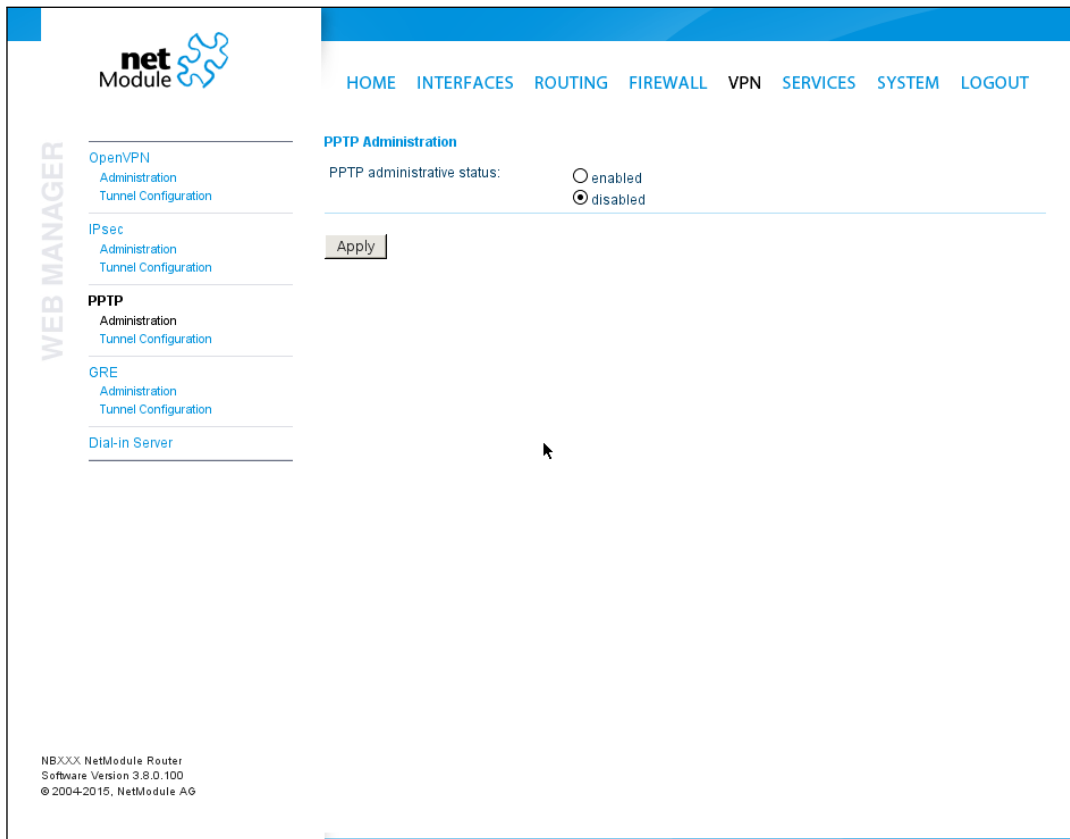 net
Module
HOME INTERFACES ROUTING FIREWALL VPN SERVICES SYSTEM LOGOUT
WEB MANAGER
OpenVPN
Administration
Tunnel Configuration
IPsec
Administration
Tunnel Configuration
PPTP
Administration
Tunnel Configuration
GRE
Administration
Tunnel Configuration
Dial-in Server
PPTP Administration
PPTP administrative status:
enabled
disabled
Apply
NBXXX NetModule Router
Software Version 3.8.0.100
© 2004-2015, NetModule AG